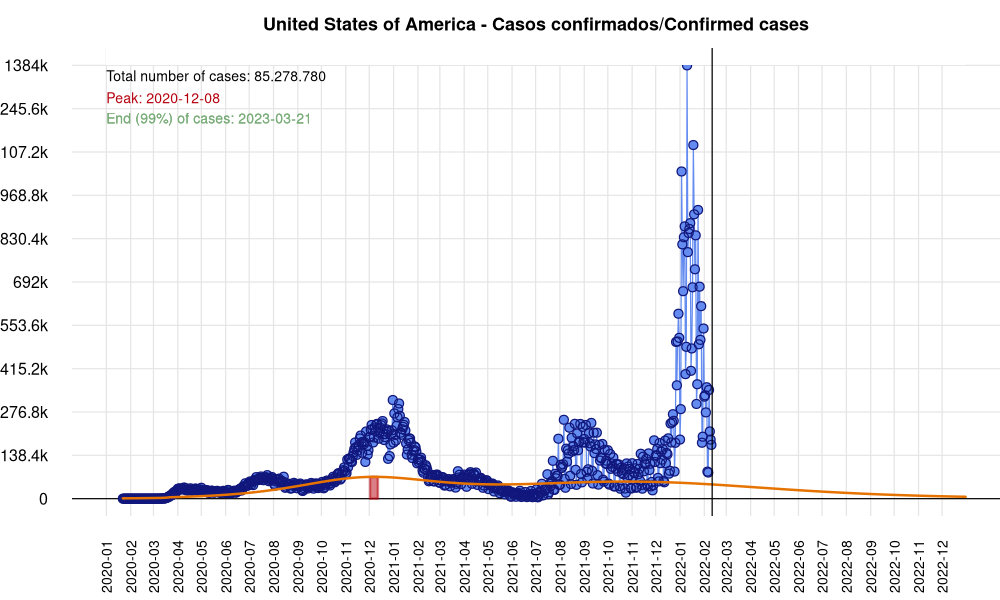 United States of America - Casos confirmados/Confirmed cases
1384k
Total number of cases: 85.278.780
Peak: 2020-12-08
245.6k
End (99%) of cases: 2023-03-21
107.2k
968.8k
830.4k
692k
553.6k
415.2k
276.8k
138.4k
0
2020-01
2020-02
2020-03
2020-04
2020-05
2020-06
2020-07
2020-08
2020-09
2020-10
2020-11
2020-12
2021-01
2021-03
2021-04
2021-05
2021-06
2021-07
2021-08
2021-09
2021-10
2021-11
2021-12
2022-01
2022-02
2022-03
2022-04
2022-05
2022-06
2022-07
2022-08
2022-09
2022-10
2022-11
2022-12